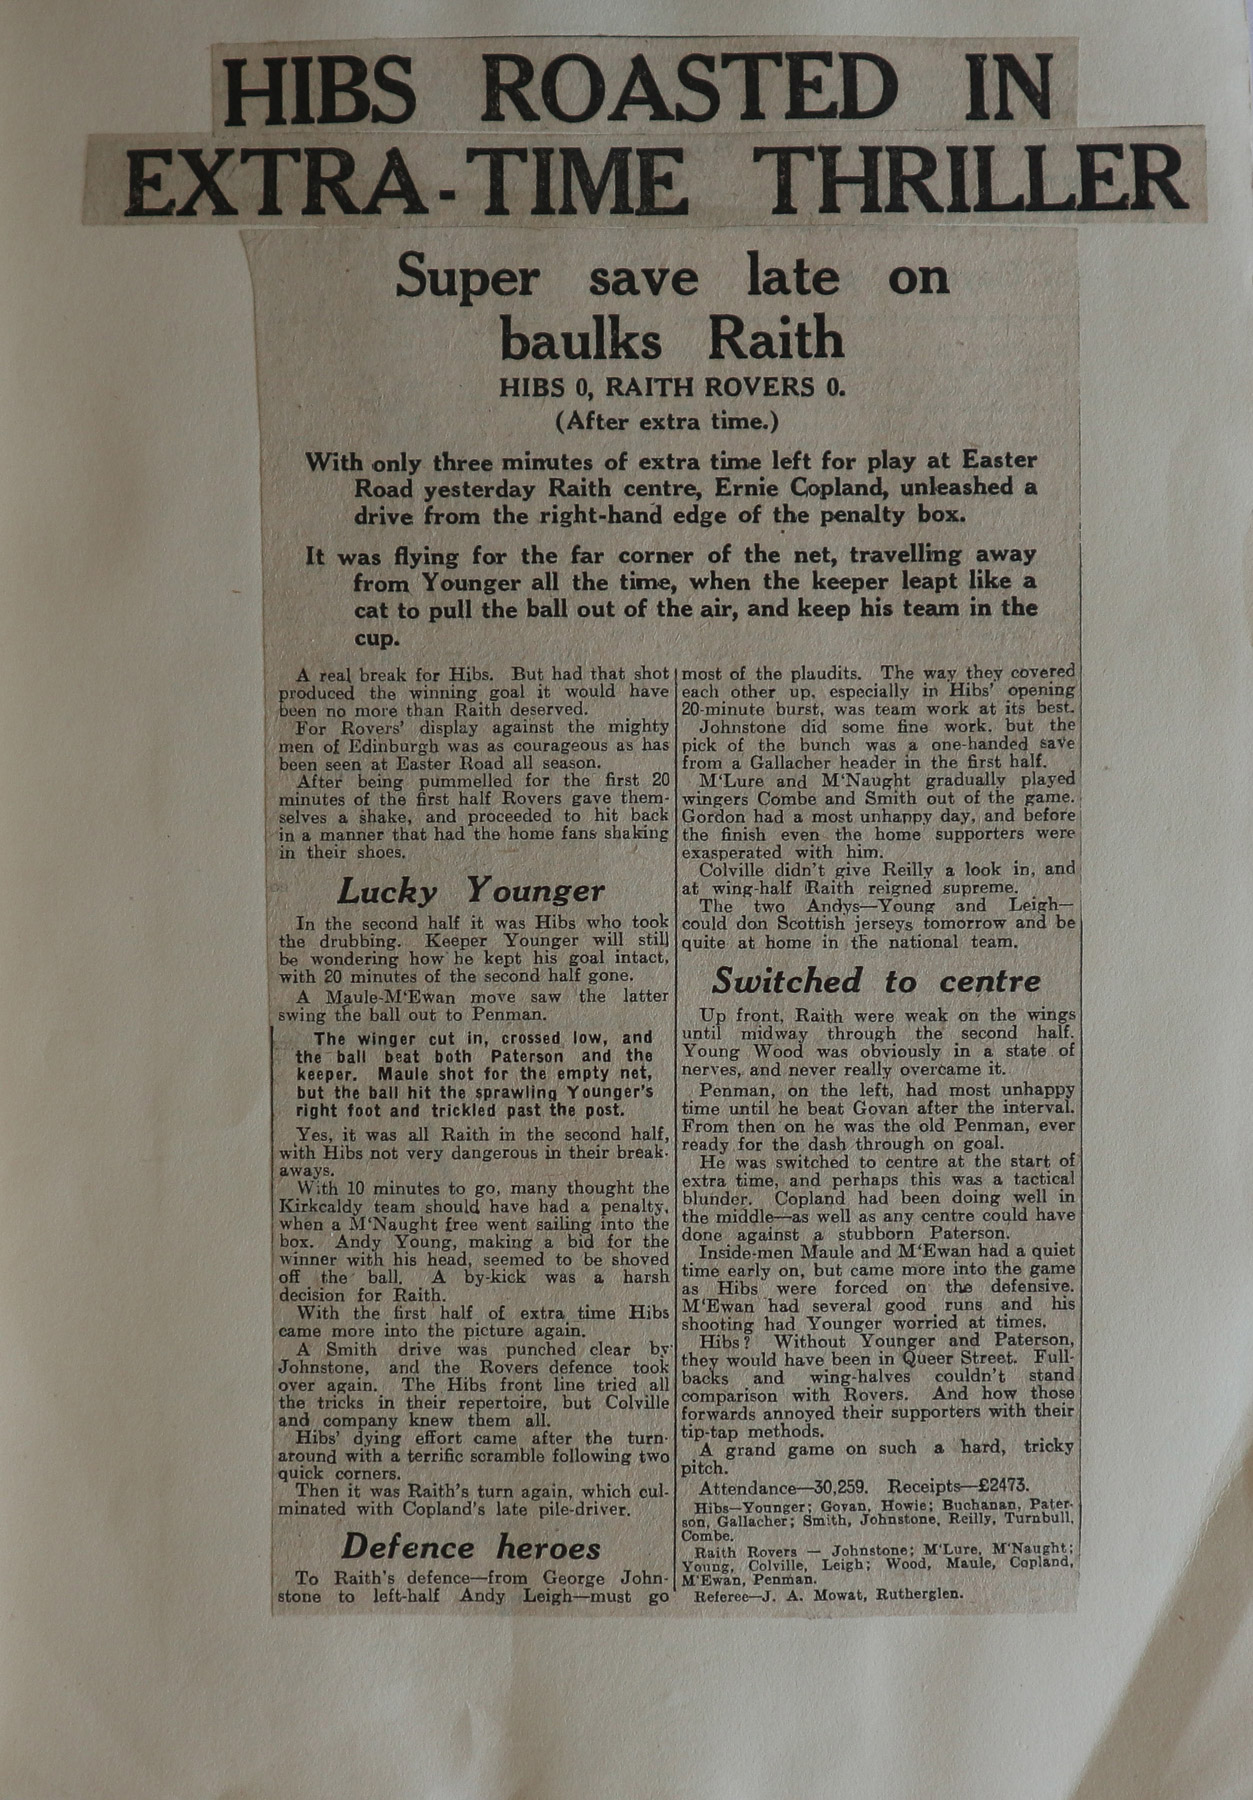 HIBS ROASTED IN
EXTRA-TIME THRILLER
Super save late on
baulks Raith
HIBS 0, RAITH ROVERS 0.
(After extra time.)
With only three minutes of extra time left for play at Easter
Road yesterday Raith centre, Ernie Copland, unleashed a
drive from the right-hand edge of the penalty box.
It was flying for the far corner of the net, travelling away
from Younger all the time, when the keeper leapt like a
cat to pull the ball out of the air, and keep his team in the
cup.
A real break for Hibs. But had that shot
produced the winning goal it would have
been no more than Raith deserved.
For Rovers' display against the mighty
men of Edinburgh was as courageous as has
been seen at Easter Road all season.
After being pummelled for the first 20
minutes of the first half Rovers gave them-
selves a shake, and proceeded to hit back
in a manner that had the home fans shaking
in their shoes.
Lucky Younger
In the second half it was Hibs who took
the drubbing. Keeper Younger will still
be wondering how he kept his goal intact,
with 20 minutes of the second half gone.
A Maule-M'Ewan move saw the latter
swing the ball out to Penman.
The winger cut in, crossed low, and
the ball beat both Paterson and the
keeper. Maule shot for the empty net,
but the ball hit the sprawling Younger's
right foot and trickled past the post.
Yes, it was all Raith in the second half,
with Hibs not very dangerous in their break-
aways.
With 10 minutes to go, many thought the
Kirkcaldy team should have had a penalty,
when a M'Naught free went sailing into the
box. Andy Young, making a bid for the
winner with his head, seemed to be shoved
off the ball. A by-kick was a harsh
decision for Raith.
With the first half of extra time Hibs
came more into the picture again.
A Smith drive was punched clear by
Johnstone, and the Rovers defence took
over again. The Hibs front line tried all
the tricks in their repertoire, but Colville
and company knew them all.
Hibs' dying effort came after the turn-
around with a terrific scramble following two
quick corners.
Then it was Raith's turn again, which cul-
minated with Copland's late pile-driver.
Defence heroes
To Raith's defence—from George John-
stone to left-half Andy Leigh—must go
most of the plaudits. The way they covered
each other up, especially in Hibs' opening
20-minute burst, was team work at its best.
Johnstone did some fine work, but the
pick of the bunch was a one-handed save
from a Gallacher header in the first half.
M'Lure and M'Naught gradually played
wingers Combe and Smith out of the game.
Gordon had a most unhappy day, and before
the finish even the home supporters were
exasperated with him.
Colville didn't give Reilly a look in, and
at wing-half Raith reigned supreme.
The two Andys—Young and Leigh—
could don Scottish jerseys tomorrow and be
quite at home in the national team.
Switched to centre
Up front, Raith were weak on the wings
until midway through the second half.
Young Wood was obviously in a state of
nerves, and never really overcame it.
Penman, on the left, had most unhappy
time until he beat Govan after the interval.
From then on he was the old Penman, ever
ready for the dash through on goal.
He was switched to centre at the start of
extra time, and perhaps this was a tactical
blunder. Copland had been doing well in
the middle—as well as any centre could have
done against a stubborn Paterson.
Inside-men Maule and M'Ewan had a quiet
time early on, but came more into the game
as Hibs were forced on the defensive.
M'Ewan had several good runs and his
shooting had Younger worried at times.
Hibs? Without Younger and Paterson,
they would have been in Queer Street. Full-
backs and wing-halves couldn't stand
comparison with Rovers. And how those
forwards annoyed their supporters with their
tip-tap methods.
A grand game on such a hard, tricky
pitch.
Attendance—30,259. Receipts—£2473.
Hibs—Younger; Govan, Howie; Buchanan, Pater-
son, Gallacher; Smith, Johnstone, Reilly, Turnbull,
Combe.
Raith Rovers — Johnstone; M'Lure, M'Naught;
Young, Colville, Leigh; Wood, Maule, Copland,
M'Ewan, Penman.
Referee—J. A. Mowat, Rutherglen.